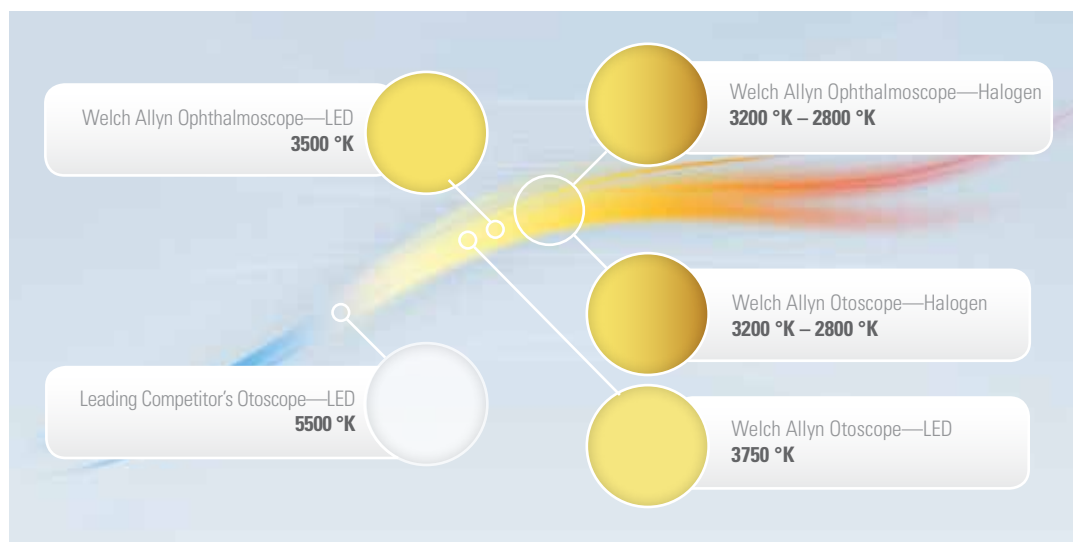 Welch Allyn Ophthalmoscope—LED
3500 °K
Welch Allyn Ophthalmoscope—Halogen
3200 °K – 2800 °K
Welch Allyn Otoscope—Halogen
3200 °K – 2800 °K
Leading Competitor's Otoscope—LED
5500 °K
Welch Allyn Otoscope—LED
3750 °K